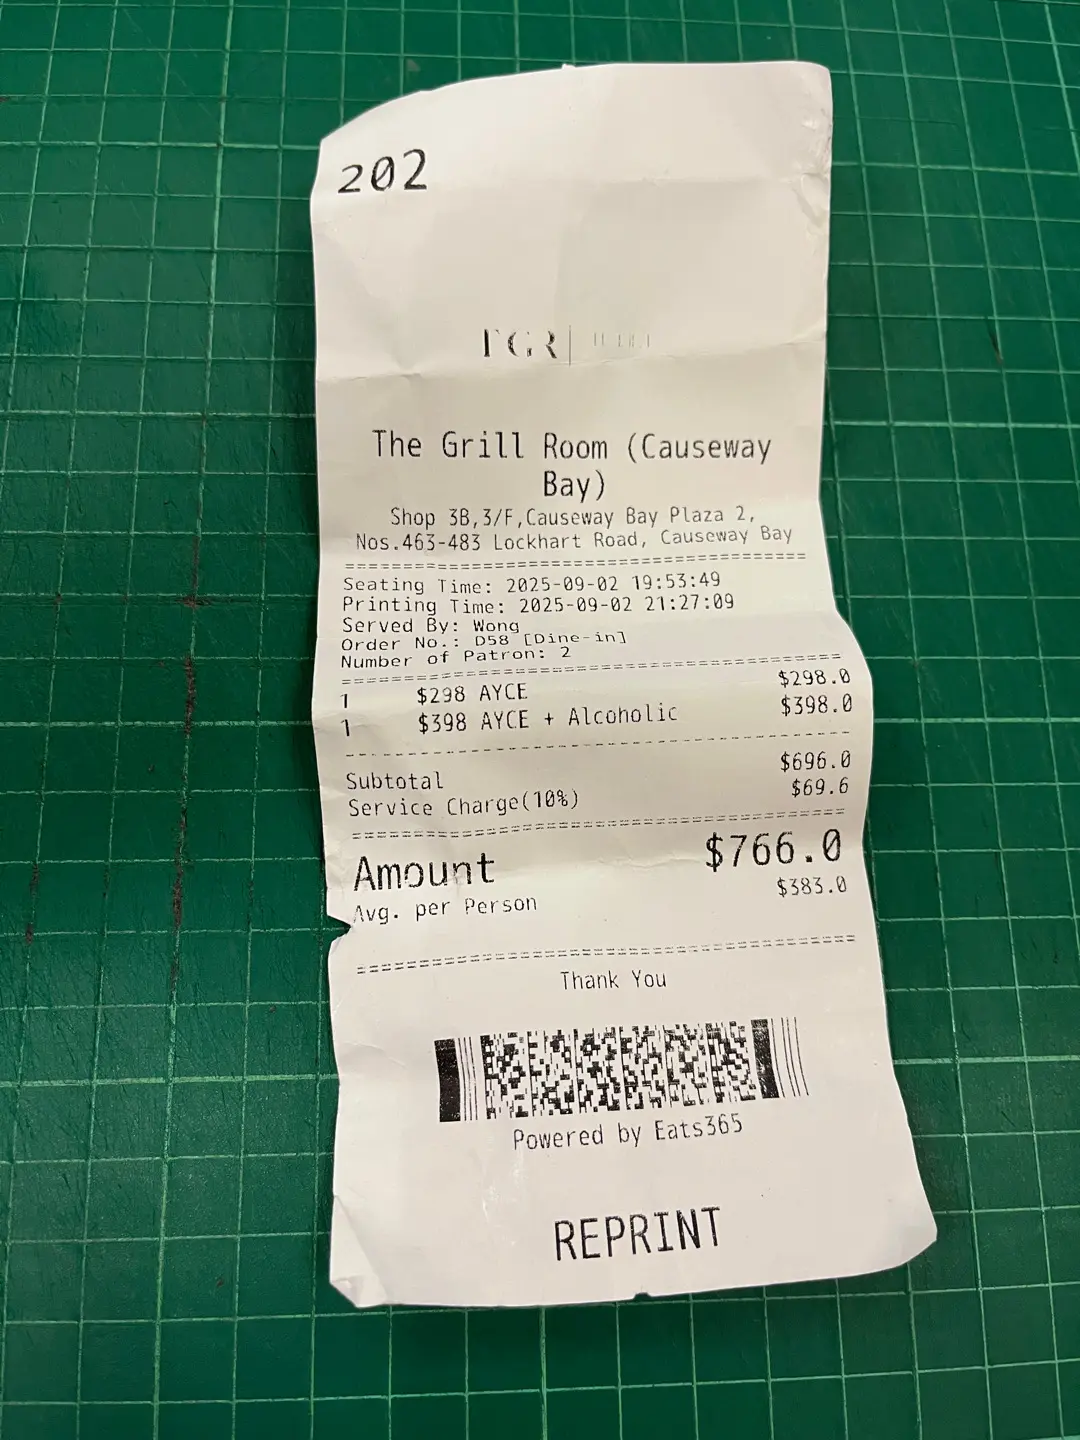 202
TGR
The Grill Room (Causeway
Bay)
Shop 3B,3/F,Causeway Bay Plaza 2,
Nos.463-483 Lockhart Road, Causeway Bay
Seating Time: 2025-09-02 19:53:49
Printing Time: 2025-09-02 21:27:09
Served By: Wong
Order No.: D58 [Dine-in]
Number of Patron: 2
1 $298 AYCE $298.0
1 $398 AYCE + Alcoholic $398.0
Subtotal $696.0
Service Charge(10%) $69.6
Amount $766.0
Avg. per Person $383.0
Thank You
Powered by Eats365
REPRINT